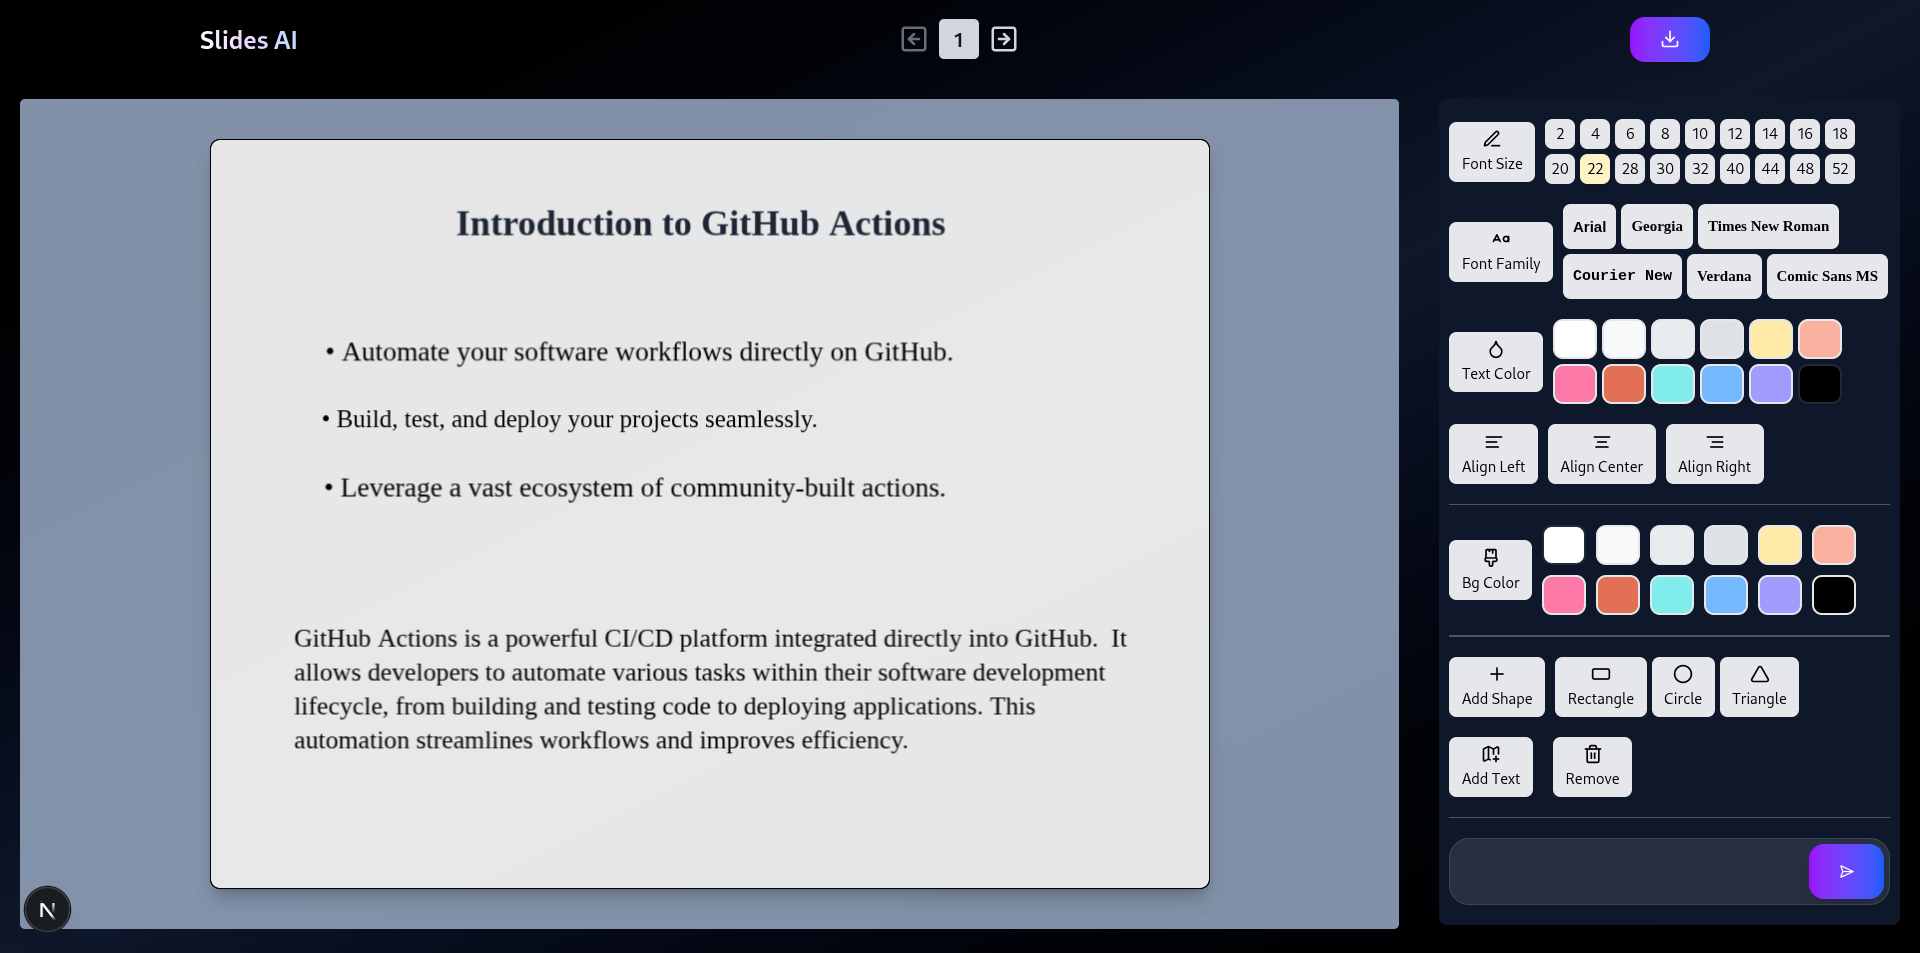 Slides AI
1
Introduction to GitHub Actions
• Automate your software workflows directly on GitHub.
• Build, test, and deploy your projects seamlessly.
• Leverage a vast ecosystem of community-built actions.
GitHub Actions is a powerful CI/CD platform integrated directly into GitHub.  It
allows developers to automate various tasks within their software development
lifecycle, from building and testing code to deploying applications. This
automation streamlines workflows and improves efficiency.
N
Font Size
2 4 6 8 10 12 14 16 18
20 22 28 30 32 40 44 48 52
Aa
Font Family
Arial Georgia Times New Roman
Courier New Verdana Comic Sans MS
Text Color
Align Left Align Center Align Right
Bg Color
Add Shape Rectangle Circle Triangle
Add Text Remove